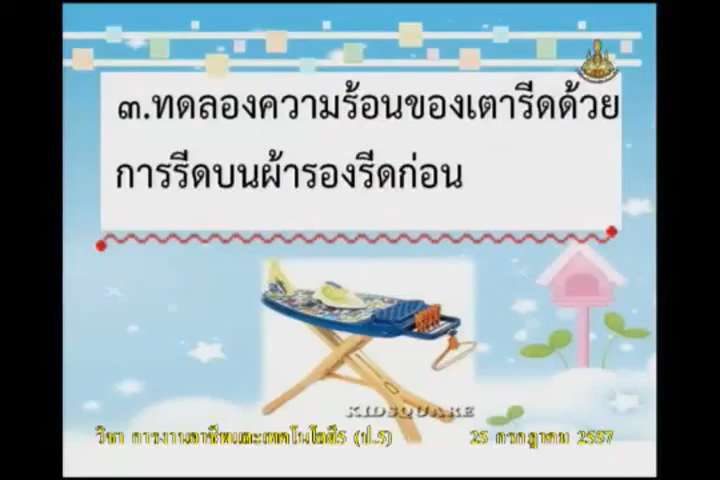 ๓.ทดลองความร้อนของเตารีดด้วย
การรีดบนผ้ารองรีดก่อน
KIDSQUARE
วิชา การงานอาชีพและเทคโนโลยี5 (ป.5) 25 กรกฎาคม 2557